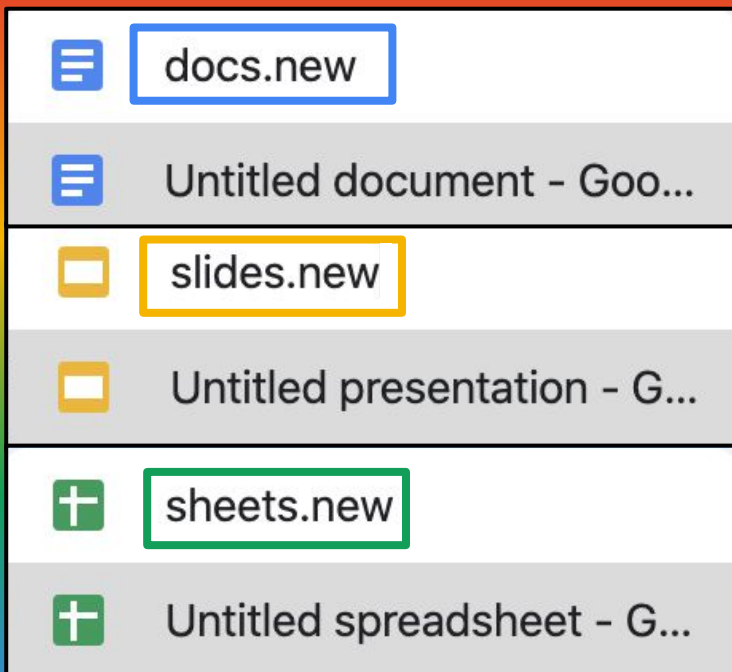 docs.new
Untitled document - Goo...
slides.new
Untitled presentation - G...
sheets.new
Untitled spreadsheet - G...